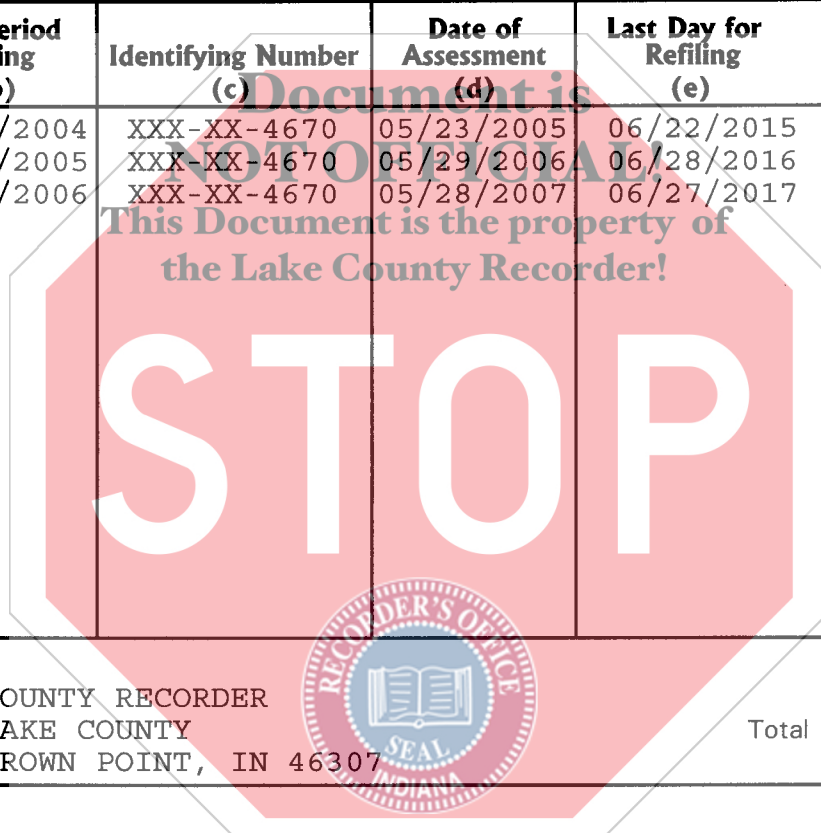 eriod
ing
)
Identifying Number
(c)
Date of
Assessment
(d)
Last Day for
Refiling
(e)
/2004 XXX-XX-4670 05/23/2005 06/22/2015
/2005 XXX-XX-4670 05/29/2006 06/28/2016
/2006 XXX-XX-4670 05/28/2007 06/27/2017
Document is
NOT OFFICIAL!
This Document is the property of
the Lake County Recorder!
STOP
OUNTY RECORDER
AKE COUNTY
ROWN POINT, IN 46307
Total
RECORDER'S OFFICE
SEAL
INDIANA